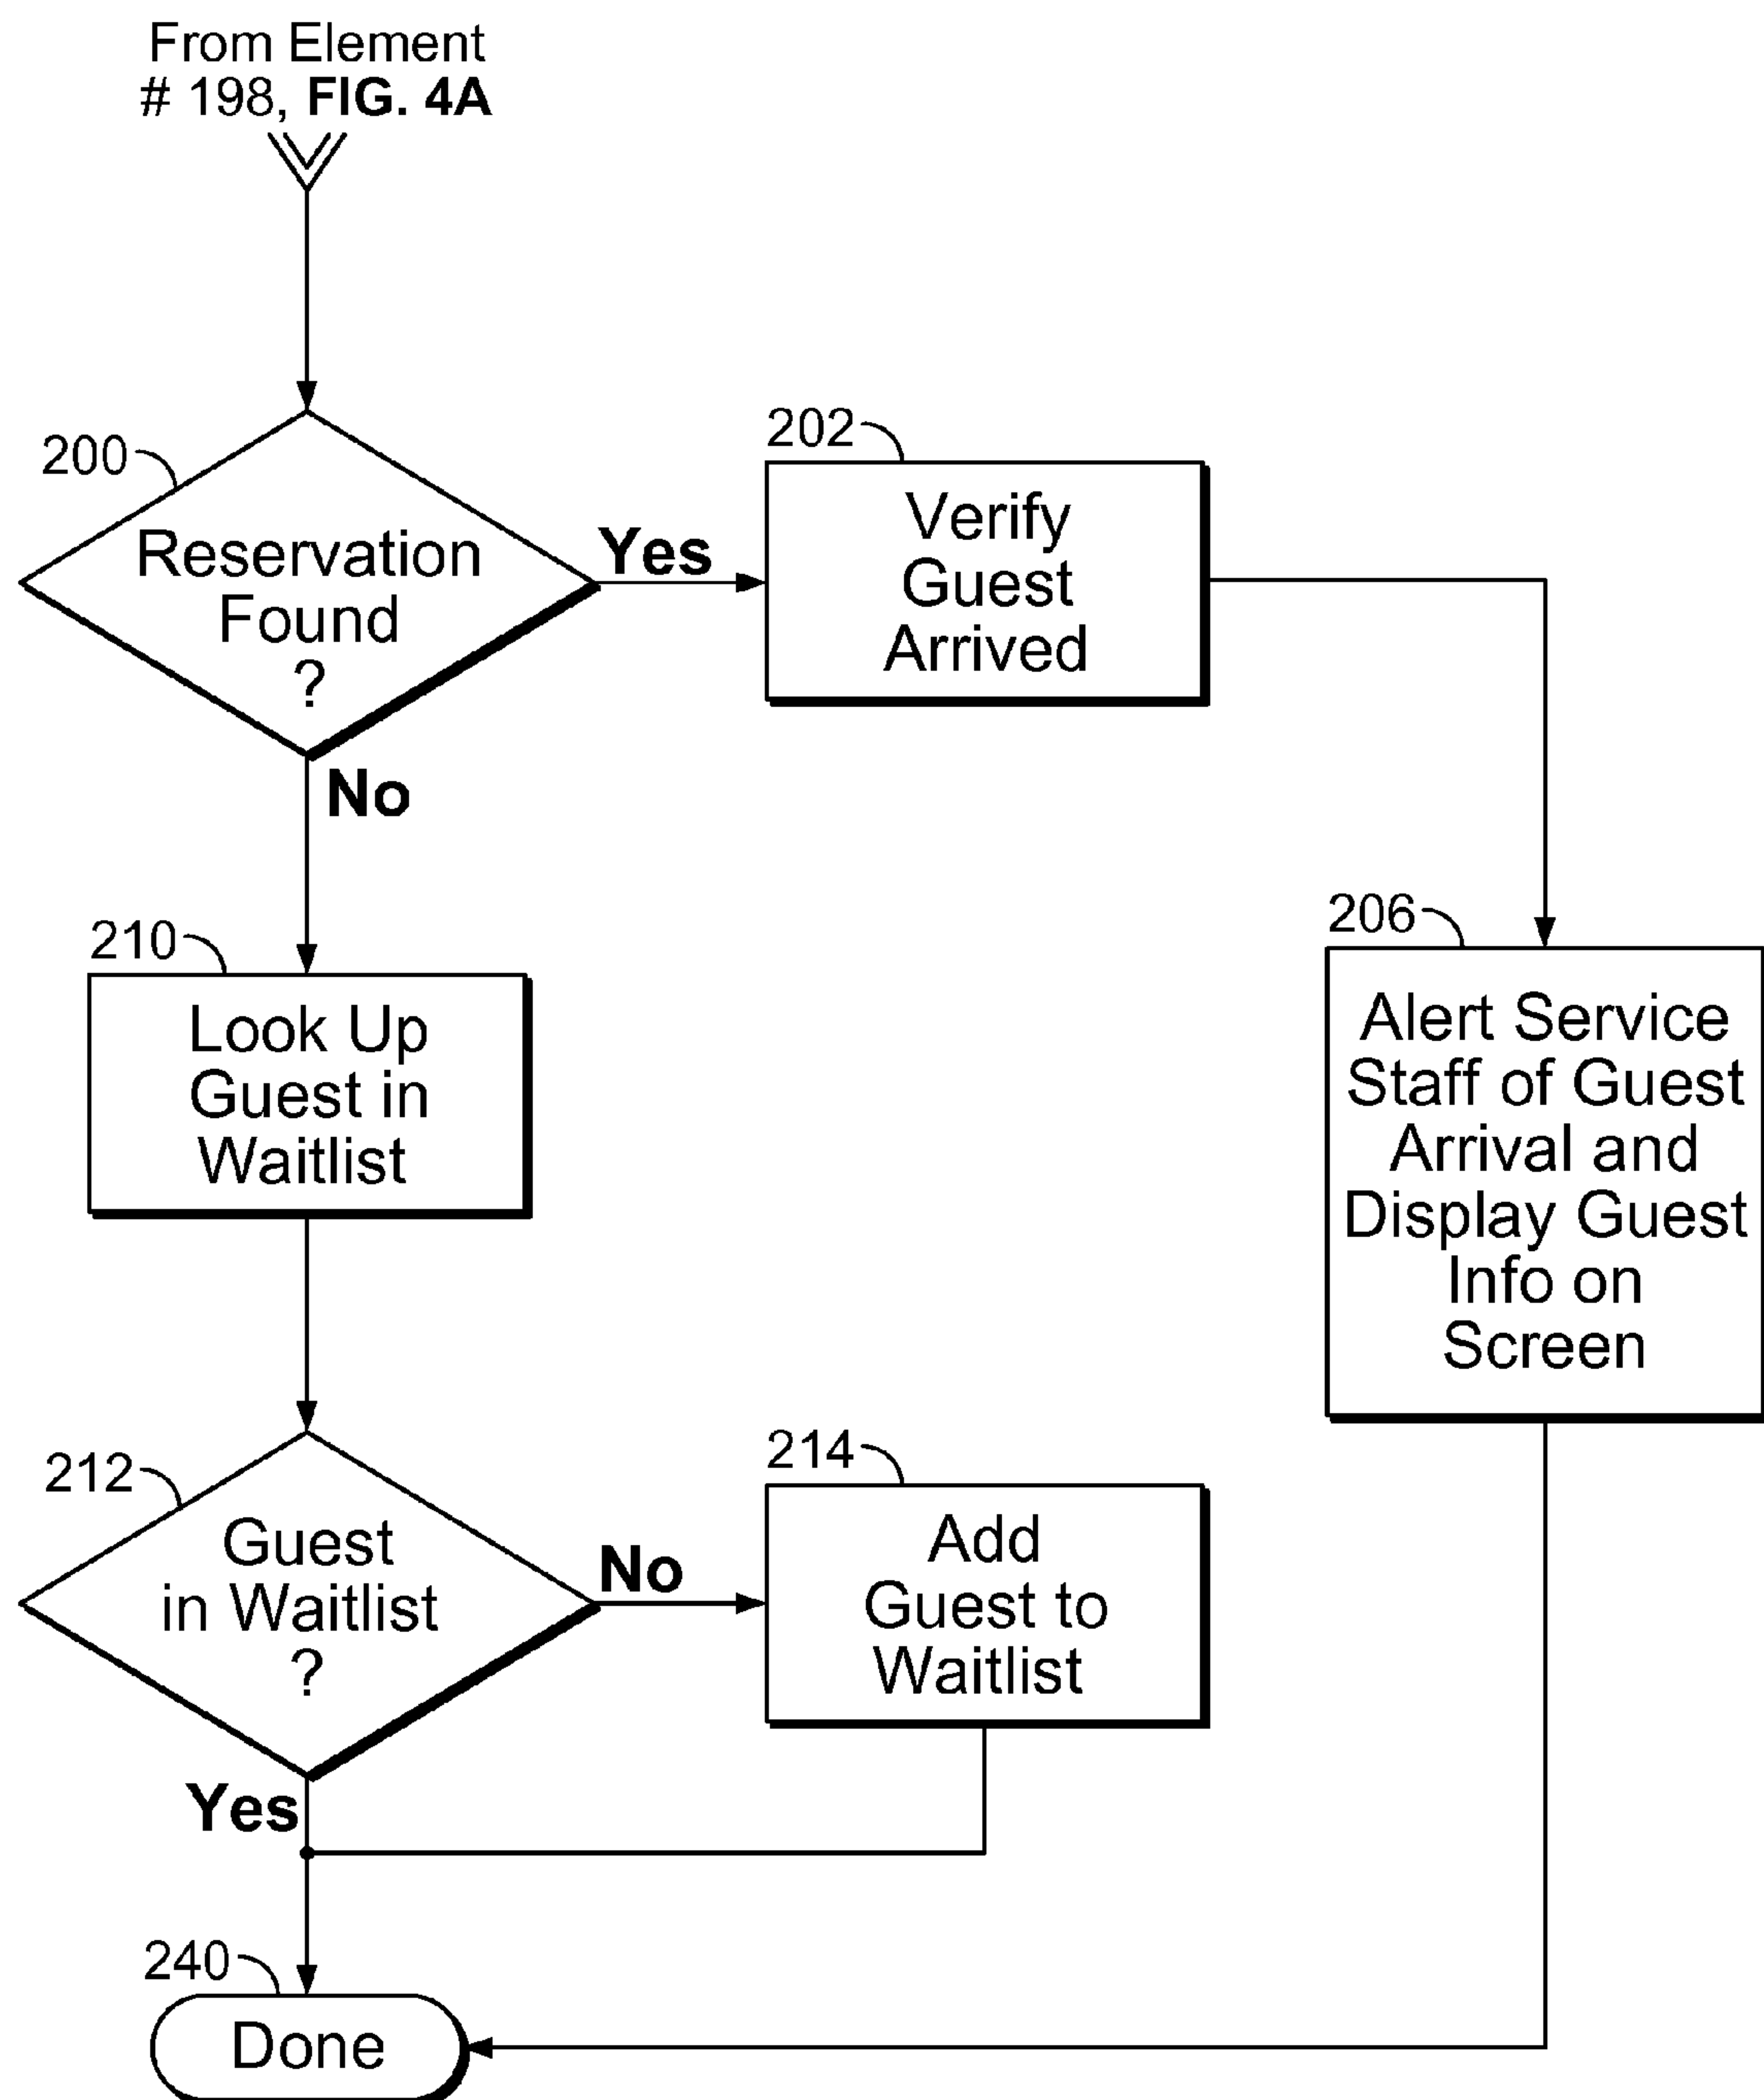 From Element
# 198, FIG. 4A
200
Reservation
Found
?
Yes
202
Verify
Guest
Arrived
No
210
Look Up
Guest in
Waitlist
206
Alert Service
Staff of Guest
Arrival and
Display Guest
Info on
Screen
212
Guest
in Waitlist
?
No
214
Add
Guest to
Waitlist
Yes
240
Done